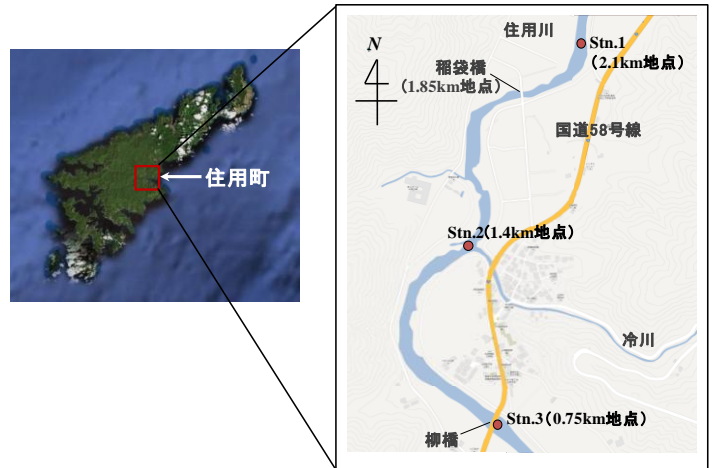 住用町
N
住用川
Stn.1
(2.1km地点)
稲袋橋
(1.85km地点)
国道58号線
Stn.2(1.4km地点)
冷川
Stn.3(0.75km地点)
柳橋